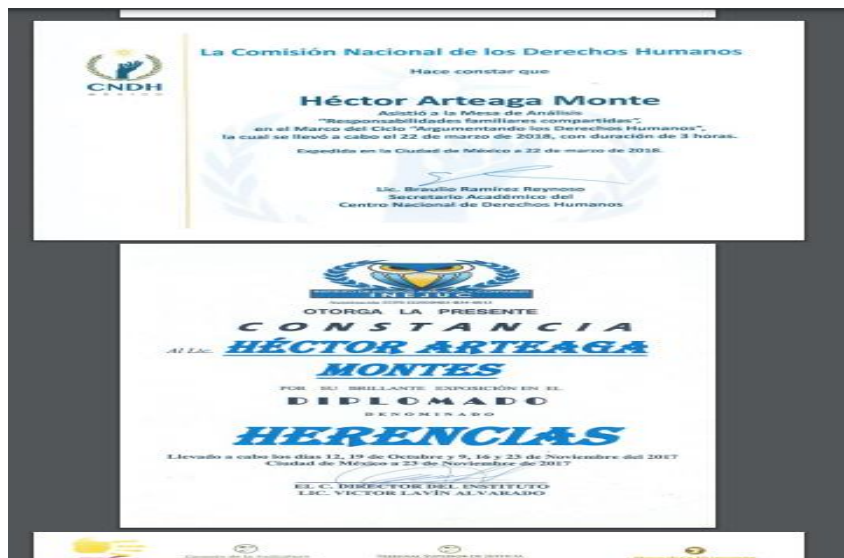 CNDH
MÉXICO
La Comisión Nacional de los Derechos Humanos
Hace constar que
Héctor Arteaga Monte
Asistió a la Mesa de Análisis
"Responsabilidades familiares compartidas",
en el Marco del Ciclo "Argumentando los Derechos Humanos",
la cual se llevó a cabo el 22 de marzo de 2018, con duración de 3 horas.
Expedida en la Ciudad de México a 22 de marzo de 2018.
Lic. Braulio Ramírez Reynoso
Secretario Académico del
Centro Nacional de Derechos Humanos
INEJUC
OTORGA LA PRESENTE
CONSTANCIA
Al Lic. HÉCTOR ARTEAGA
MONTES
POR SU BRILLANTE EXPOSICIÓN EN EL
DIPLOMADO
DENOMINADO
HERENCIAS
Llevado a cabo los días 12, 19 de Octubre y 9, 16 y 23 de Noviembre del 2017
Ciudad de México a 23 de Noviembre de 2017
EL C. DIRECTOR DEL INSTITUTO
LIC. VICTOR LAVÍN ALVARADO